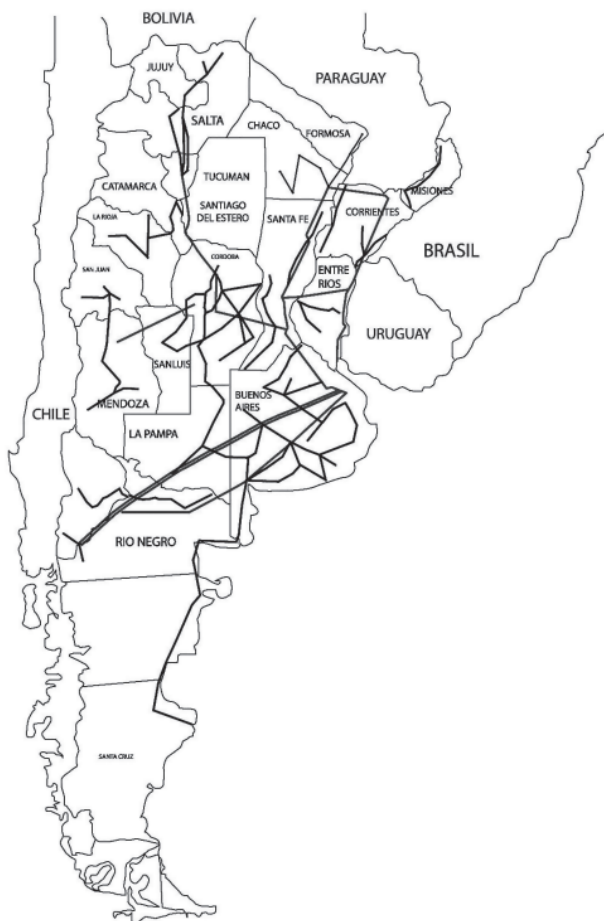 BOLIVIA
JUJUY
PARAGUAY
SALTA
CHACO
FORMOSA
TUCUMAN
CATAMARCA
MISIONES
SANTIAGO
DEL ESTERO
SANTA FE
CORRIENTES
LA RIOJA
BRASIL
CORDOBA
ENTRE
RIOS
SAN JUAN
URUGUAY
SANLUIS
BUENOS
AIRES
MENDOZA
CHILE
LA PAMPA
RIO NEGRO
SANTA CRUZ